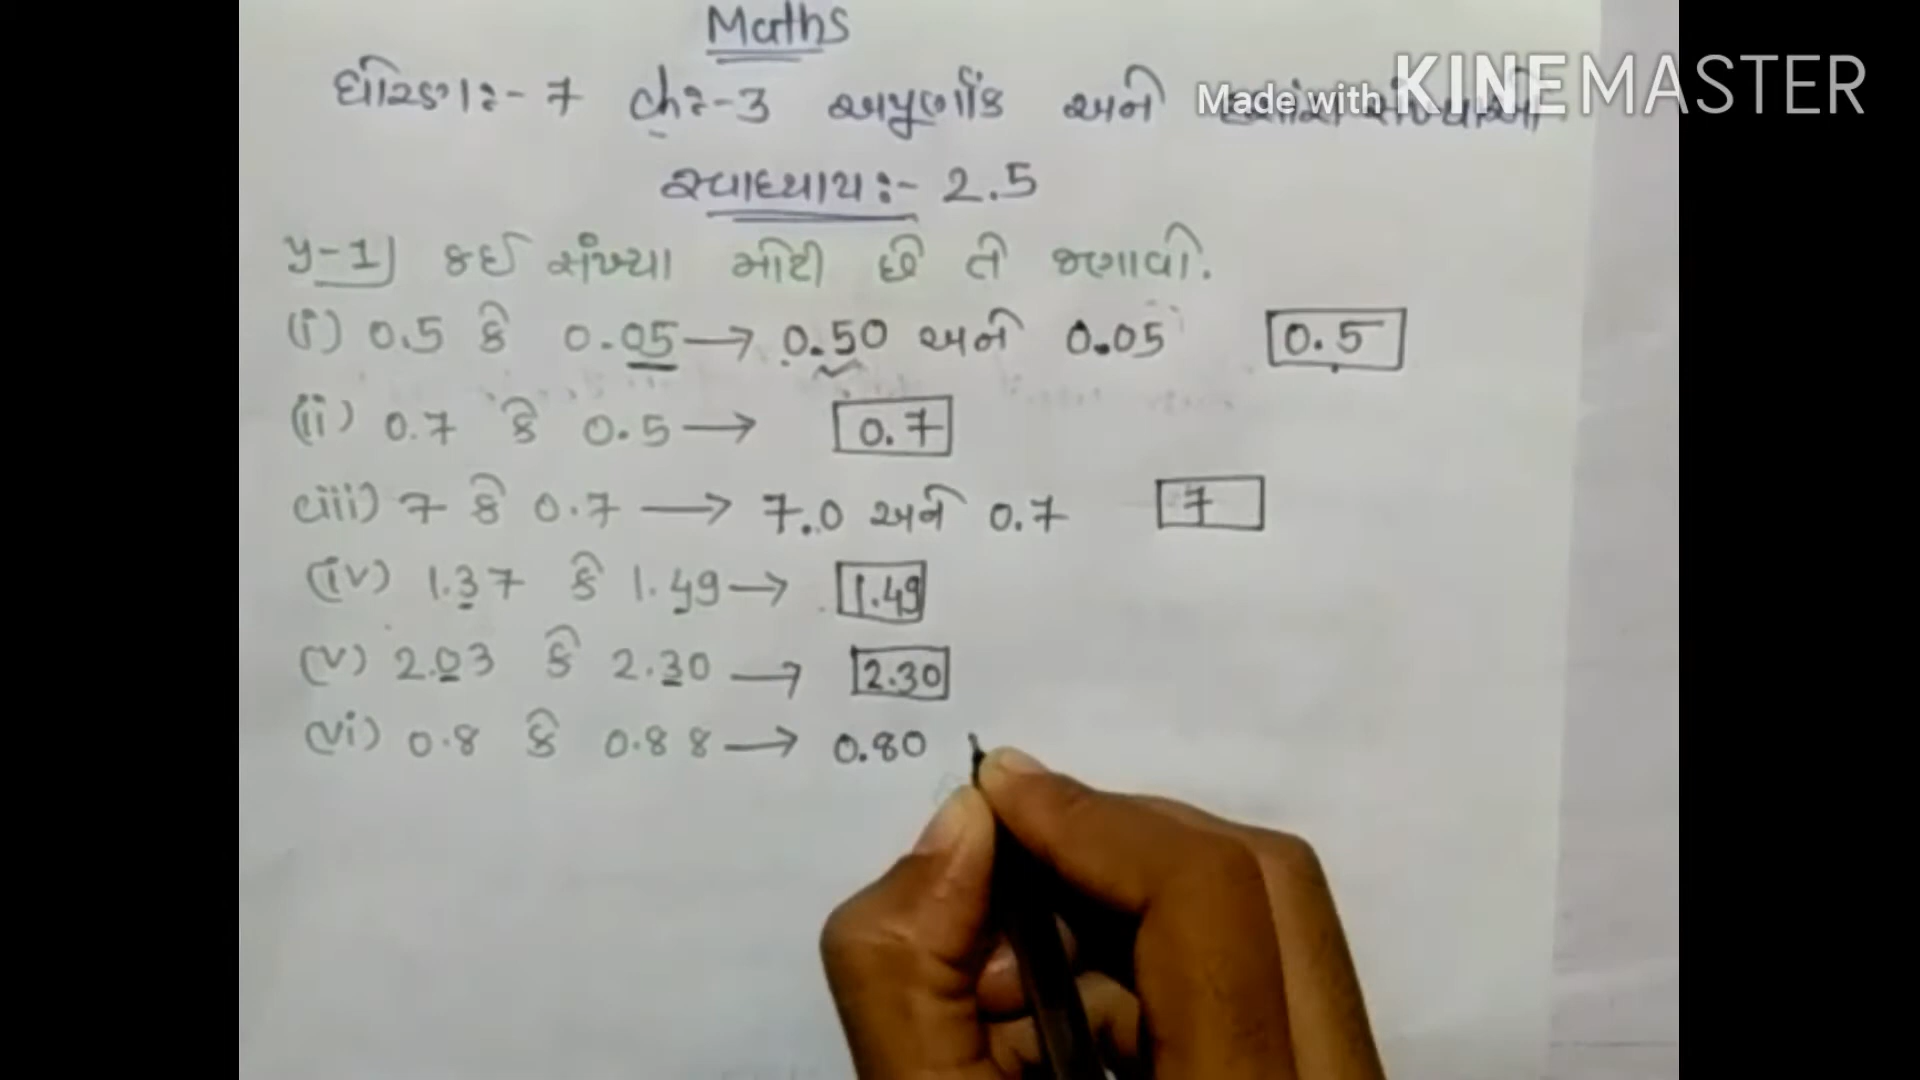 Maths
ધોરણ:- 7 ch:-3 અપૂર્ણાંક અને
Made with KINEMASTER
સ્વાધ્યાય:- 2.5
પ્ર-1) કઈ સંખ્યા મોટી છે તે જણાવો.
(i) 0.5 કે 0.05 → 0.50 અને 0.05 0.5
(ii) 0.7 કે 0.5 → 0.7
(iii) 7 કે 0.7 → 7.0 અને 0.7 7
(iv) 1.37 કે 1.49 → 1.49
(v) 2.03 કે 2.30 → 2.30
(vi) 0.8 કે 0.88 → 0.80